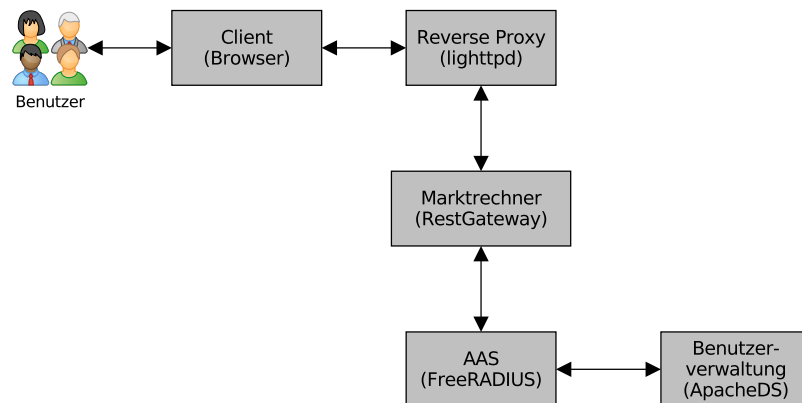 Benutzer
Client
(Browser)
Reverse Proxy
(lighttpd)
Marktrechner
(RestGateway)
AAS
(FreeRADIUS)
Benutzer-
verwaltung
(ApacheDS)